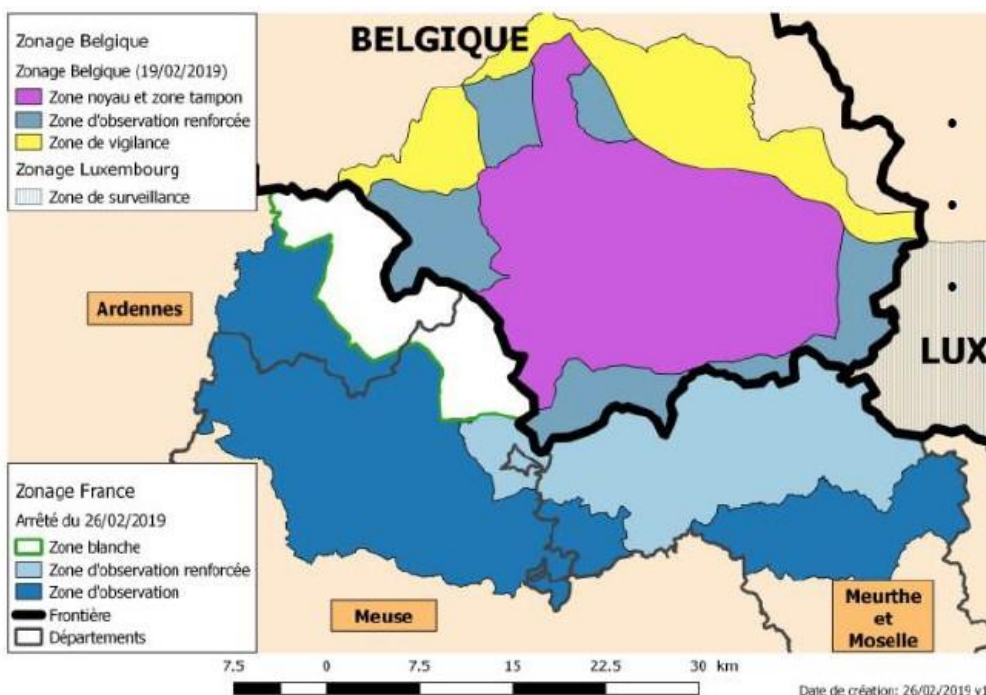 BELGIQUE
Zonage Belgique
Zonage Belgique (19/02/2019)
Zone noyau et zone tampon
Zone d'observation renforcée
Zone de vigilance
Zonage Luxembourg
Zone de surveillance
Ardennes
LUX
Zonage France
Arrêté du 26/02/2019
Zone blanche
Zone d'observation renforcée
Zone d'observation
Frontière
Départements
Meuse
Meurthe
et
Moselle
7.5 0 7.5 15 22.5 30 km
Date de création: 26/02/2019 v1